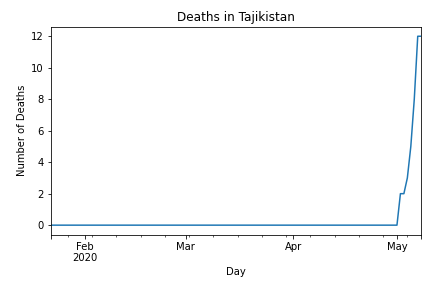 Deaths in Tajikistan
12
10
8
6
4
2
0
Number of Deaths
Feb
2020
Mar
Apr
May
Day